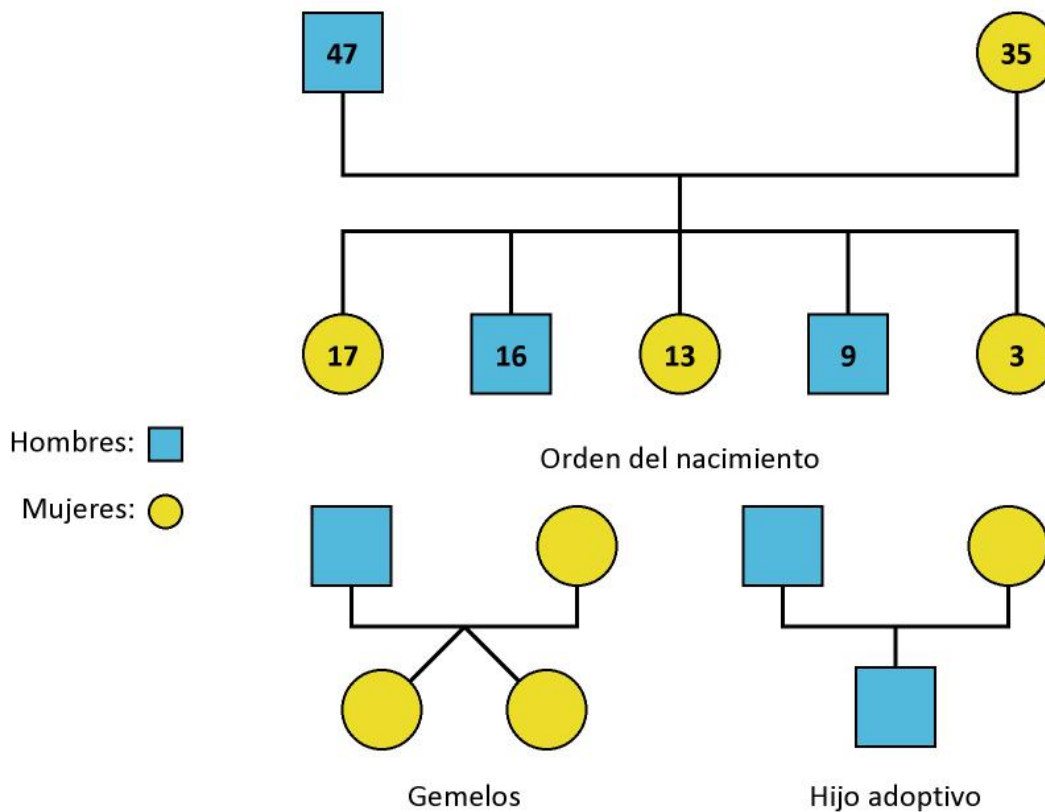 47 35
17 16 13 9 3
Hombres:
Orden del nacimiento
Mujeres:
Gemelos Hijo adoptivo